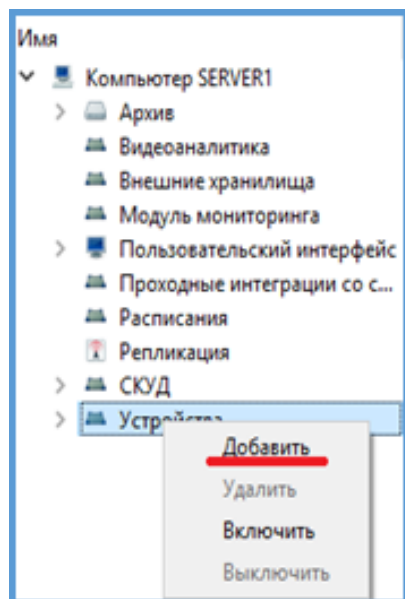 Имя
Компьютер SERVER1
Архив
Видеоаналитика
Внешние хранилища
Модуль мониторинга
Пользовательский интерфейс
Проходные интеграции со с...
Расписания
Репликация
СКУД
Устройства
Добавить
Удалить
Включить
Выключить